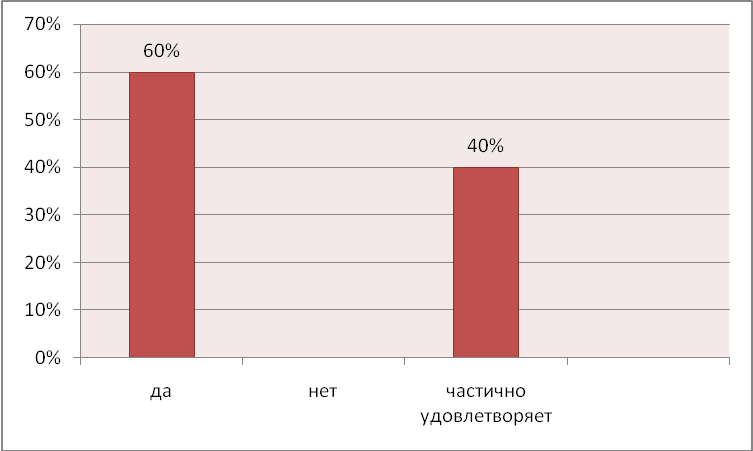 70%
60%
60%
50%
40%
40%
30%
20%
10%
0%
да
нет
частично
удовлетворяет